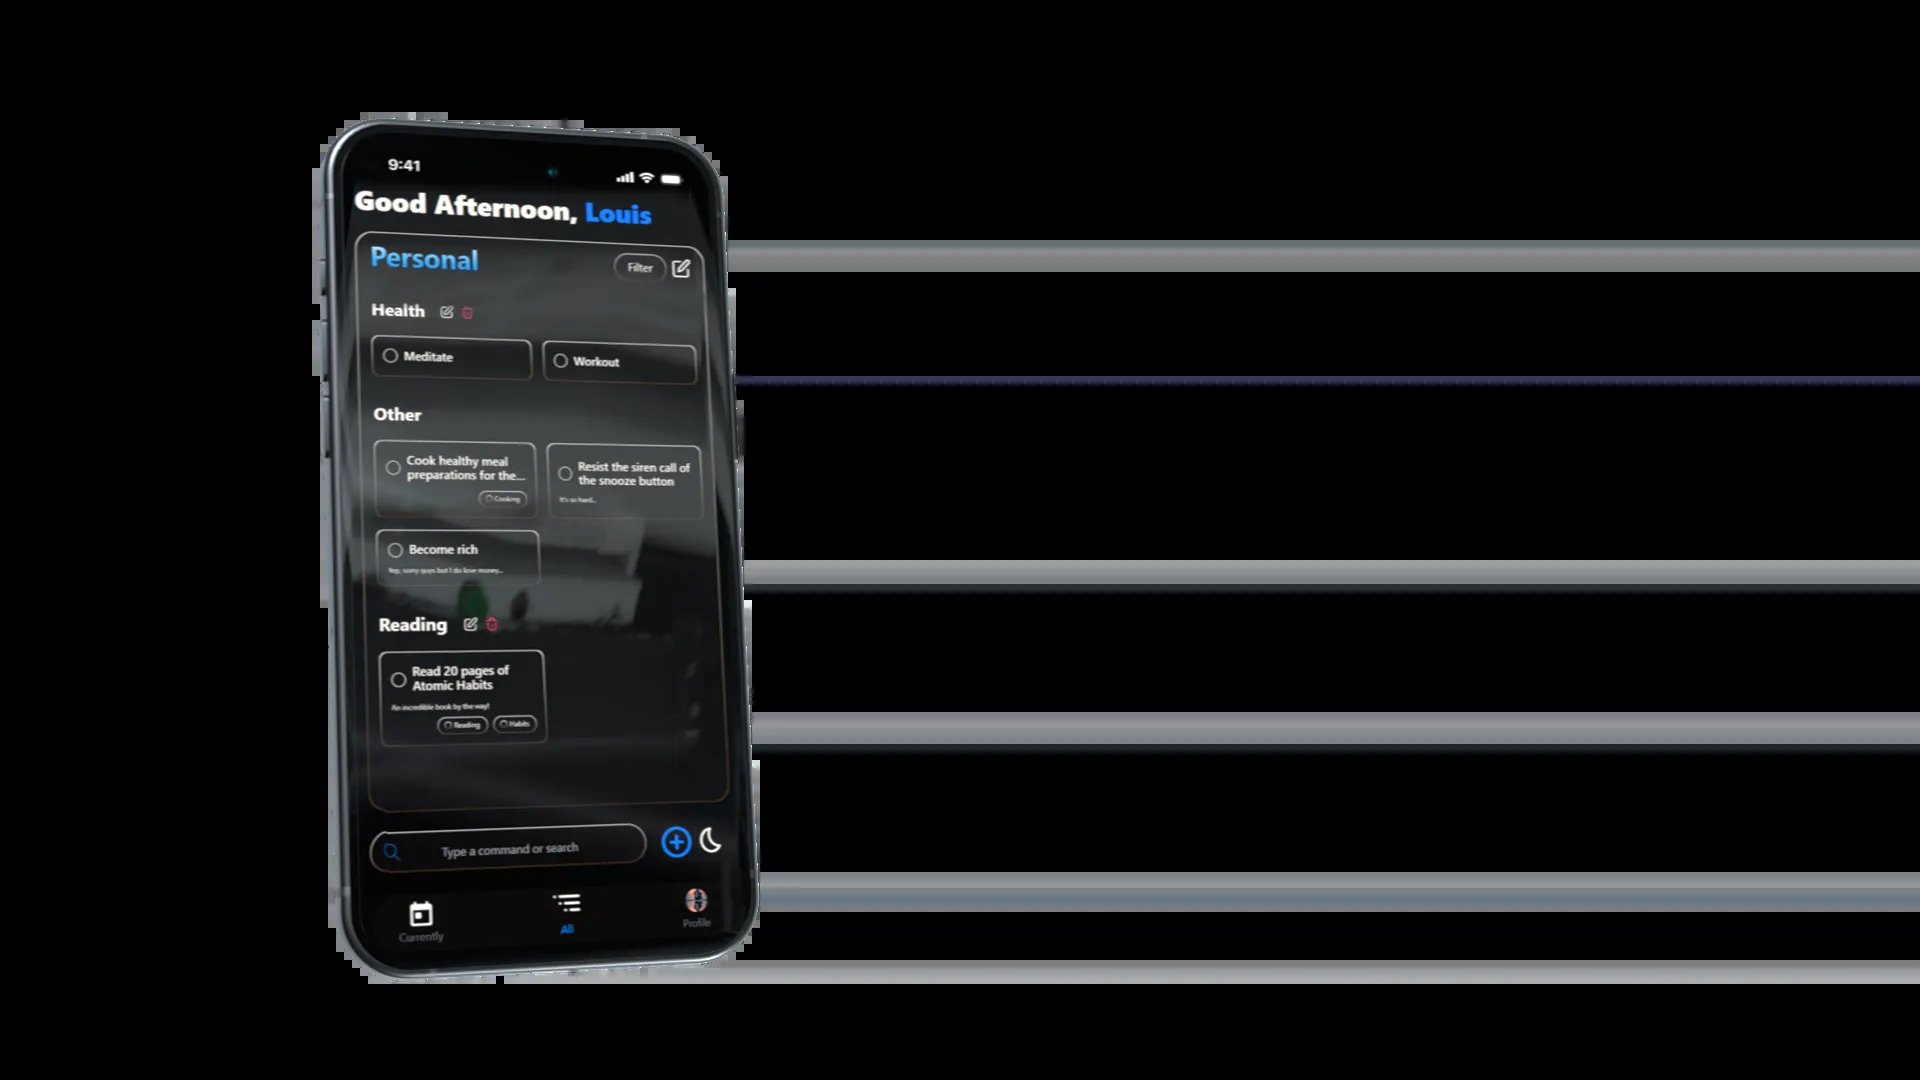 9:41
Good Afternoon, Louis
Personal
Filter
Health
Meditate
Workout
Other
Cook healthy meal
preparations for the...
Cooking
Resist the siren call of
the snooze button
It's so hard...
Become rich
Yep, sorry guys but I do love money...
Reading
Read 20 pages of
Atomic Habits
An incredible book by the way!
Reading
Habits
Type a command or search
Currently
All
Profile